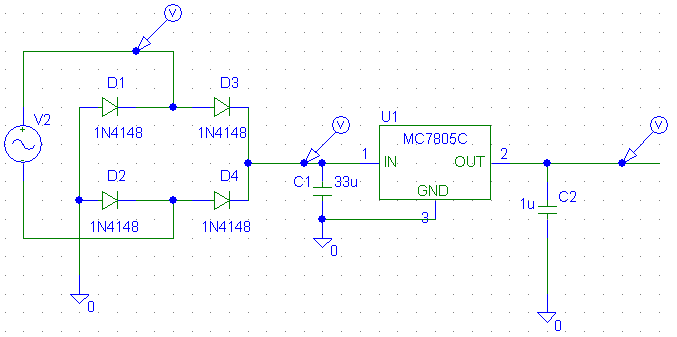 V
D1
D3
V2
1N4148
1N4148
V
U1
MC7805C
V
1
IN
OUT
2
D2
D4
C1
33u
GND
3
1u
C2
1N4148
1N4148
0
0
0